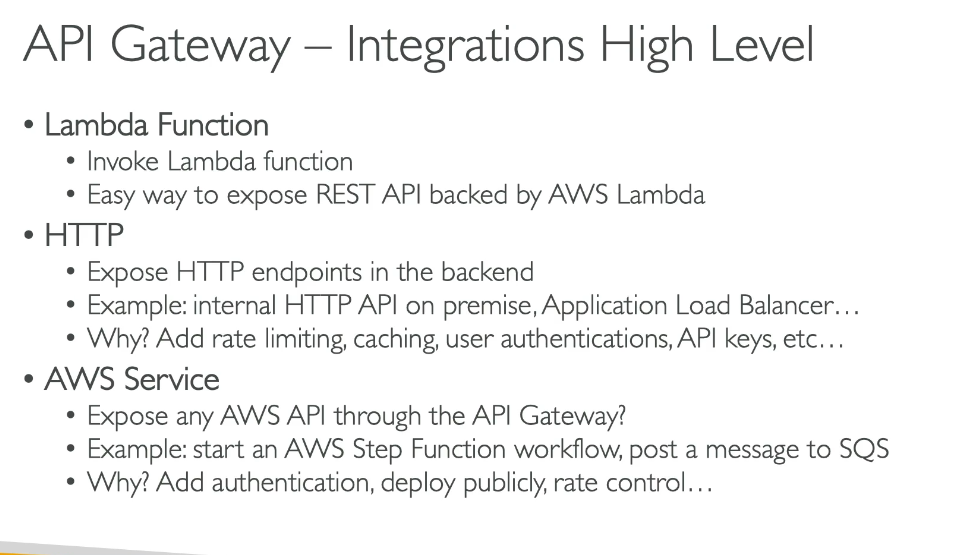 API Gateway – Integrations High Level
• Lambda Function
• Invoke Lambda function
• Easy way to expose REST API backed by AWS Lambda
• HTTP
• Expose HTTP endpoints in the backend
• Example: internal HTTP API on premise, Application Load Balancer…
• Why? Add rate limiting, caching, user authentications, API keys, etc…
• AWS Service
• Expose any AWS API through the API Gateway?
• Example: start an AWS Step Function workflow, post a message to SQS
• Why? Add authentication, deploy publicly, rate control…